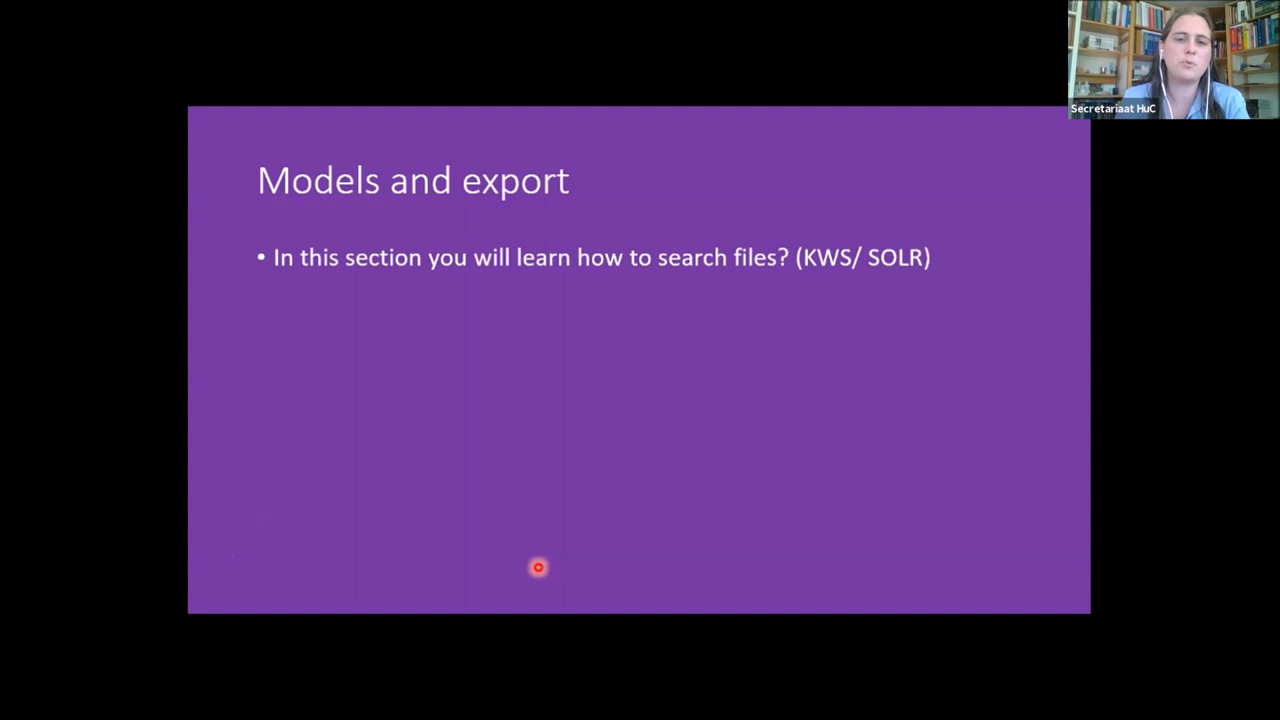 Secretariaat HuC
Models and export
• In this section you will learn how to search files? (KWS/ SOLR)